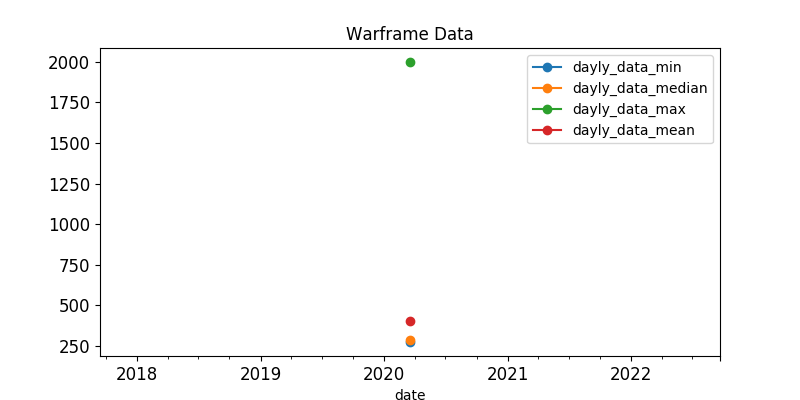 Warframe Data
2000
1750
1500
1250
1000
750
500
250
dayly_data_min
dayly_data_median
dayly_data_max
dayly_data_mean
2018 2019 2020 2021 2022
date